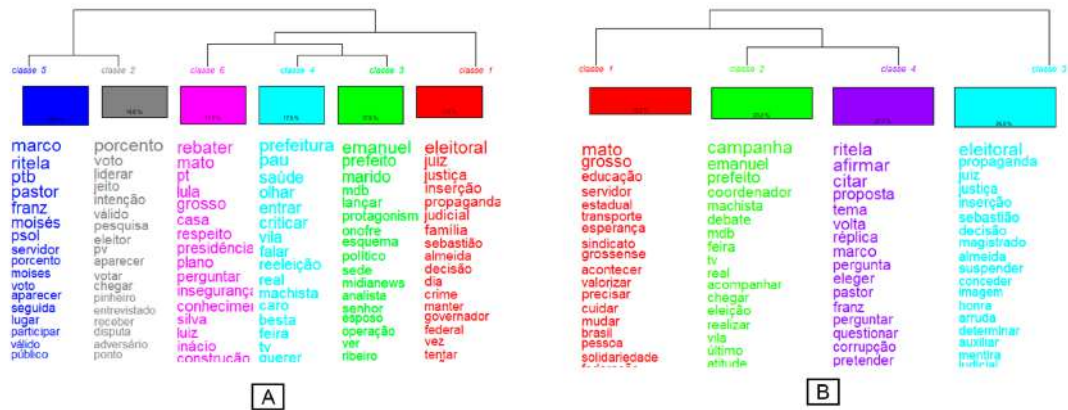 classe 5
classe 2
classe 6
classe 4
classe 3
classe 1
marco
ritela
ptb
pastor
franz
moisés
psol
servidor
porcento
moises
voto
aparecer
seguida
lugar
participar
válido
público
porcento
voto
liderar
jeito
intenção
válido
pesquisa
eleitor
pv
aparecer
votar
chegar
pinheiro
entrevistado
receber
disputa
adversário
ponto
rebater
mato
pt
lula
grosso
casa
respeito
presidência
plano
perguntar
inseguranç
conhecimen
silva
luiz
inácio
construção
prefeitura
pau
saúde
olhar
entrar
criticar
vila
falar
reeleição
real
machista
caro
besta
feira
tv
querer
emanuel
prefeito
marido
mdb
lançar
protagonism
onofre
esquema
político
sede
midianews
analista
senhor
esposo
operação
ver
ribeiro
eleitoral
juiz
justiça
inserção
propaganda
judicial
família
sebastião
almeida
decisão
dia
crime
manter
governador
federal
vez
tentar
A
classe 1
classe 2
classe 4
classe 3
mato
grosso
educação
servidor
estadual
transporte
esperança
sindicato
grossense
acontecer
valorizar
precisar
cuidar
mudar
brasil
pessoa
solidariedade
federação
campanha
emanuel
prefeito
coordenador
machista
debate
mdb
feira
tv
real
acompanhar
chegar
eleição
realizar
vila
último
atitude
ritela
afirmar
citar
proposta
tema
volta
réplica
marco
pergunta
eleger
pastor
franz
perguntar
questionar
corrupção
pretender
eleitoral
propaganda
juiz
justiça
inserção
sebastião
decisão
magistrado
almeida
suspender
conceder
imagem
honra
arruda
determinar
auxiliar
mentira
judicial
B